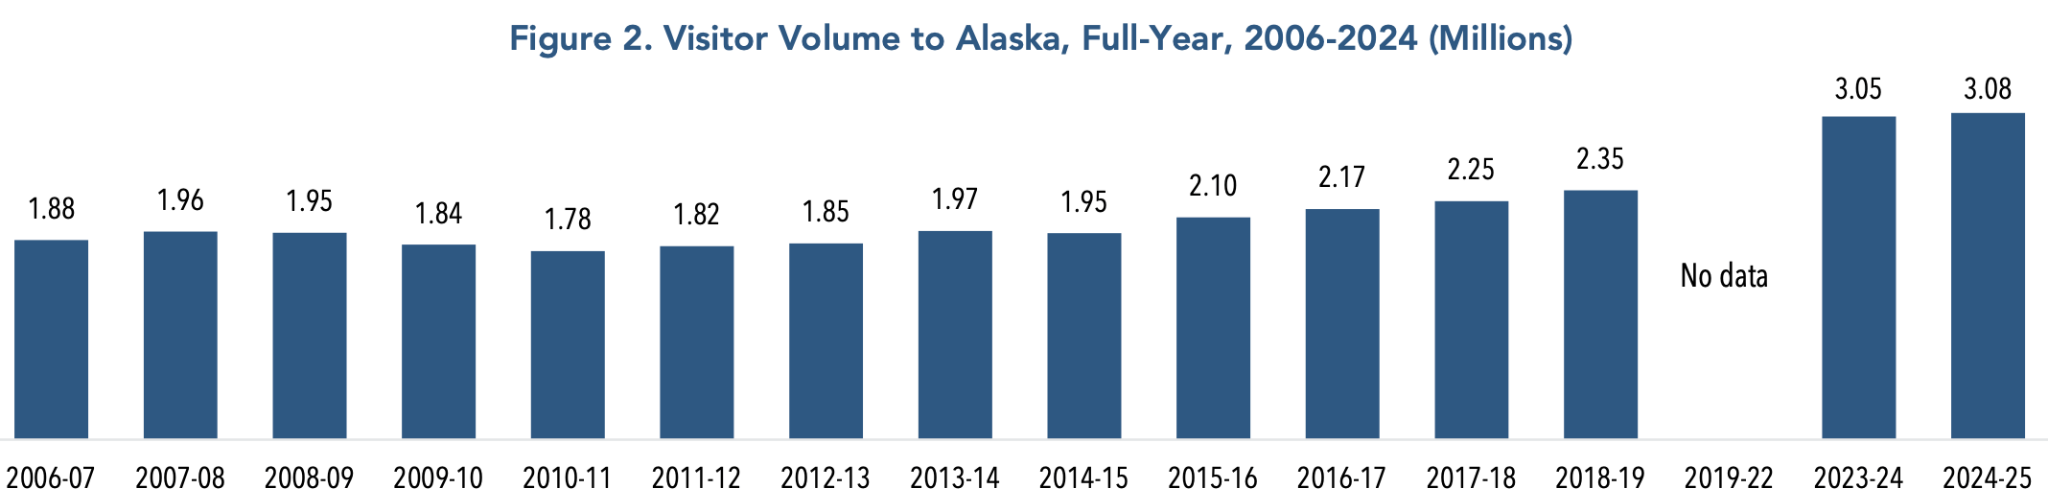 Figure 2. Visitor Volume to Alaska, Full-Year, 2006-2024 (Millions)
1.88 1.96 1.95 1.84 1.78 1.82 1.85 1.97 1.95 2.10 2.17 2.25 2.35 No data 3.05 3.08
2006-07 2007-08 2008-09 2009-10 2010-11 2011-12 2012-13 2013-14 2014-15 2015-16 2016-17 2017-18 2018-19 2019-22 2023-24 2024-25